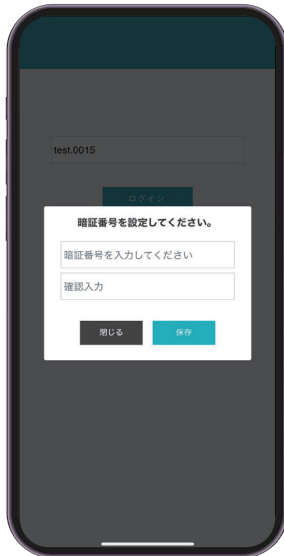 test.0015
ログイン
暗証番号を設定してください。
暗証番号を入力してください
確認入力
閉じる
保存